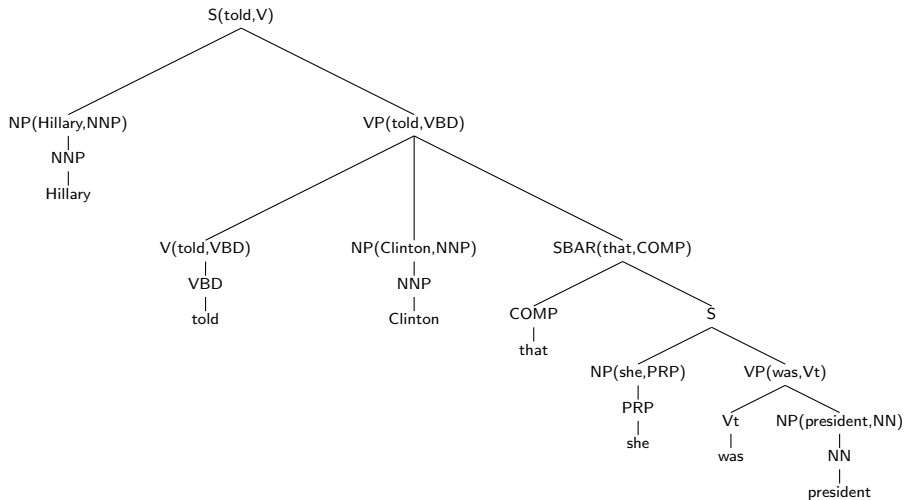 S(told,V)
NP(Hillary,NNP) VP(told,VBD)
NNP
Hillary
V(told,VBD) NP(Clinton,NNP) SBAR(that,COMP)
VBD NNP
told Clinton COMP S
that
NP(she,PRP) VP(was,Vt)
PRP Vt NP(president,NN)
she was NN
president